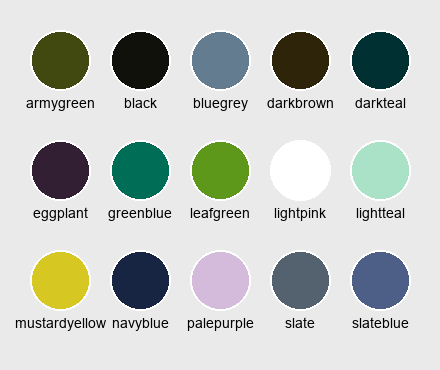 armygreen black bluegrey darkbrown darkteal
eggplant greenblue leafgreen lightpink lightteal
mustardyellow navyblue palepurple slate slateblue